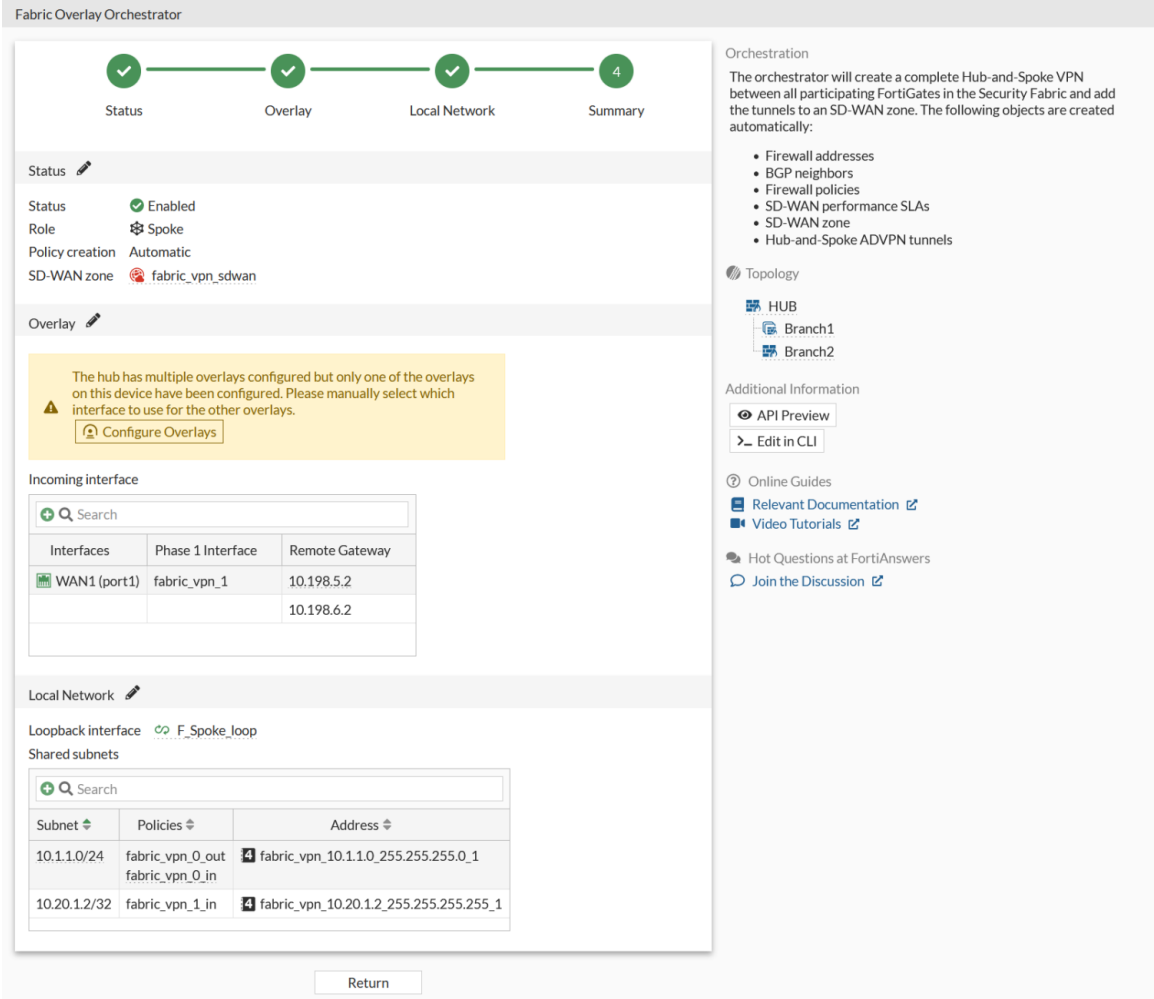 Fabric Overlay Orchestrator
4
Status
Overlay
Local Network
Summary
Status
Status Enabled
Role Spoke
Policy creation Automatic
SD-WAN zone fabric_vpn_sdwan
Overlay
The hub has multiple overlays configured but only one of the overlays
on this device have been configured. Please manually select which
interface to use for the other overlays.
Configure Overlays
Incoming interface
Search
Interfaces Phase 1 Interface Remote Gateway
WAN1 (port1) fabric_vpn_1 10.198.5.2
10.198.6.2
Local Network
Loopback interface F_Spoke_loop
Shared subnets
Search
Subnet Policies Address
10.1.1.0/24 fabric_vpn_0_out 4 fabric_vpn_10.1.1.0_255.255.255.0_1
fabric_vpn_0_in
10.20.1.2/32 fabric_vpn_1_in 4 fabric_vpn_10.20.1.2_255.255.255.255_1
Return
Orchestration
The orchestrator will create a complete Hub-and-Spoke VPN
between all participating FortiGates in the Security Fabric and add
the tunnels to an SD-WAN zone. The following objects are created
automatically:
• Firewall addresses
• BGP neighbors
• Firewall policies
• SD-WAN performance SLAs
• SD-WAN zone
• Hub-and-Spoke ADVPN tunnels
Topology
HUB
Branch1
Branch2
Additional Information
API Preview
>_ Edit in CLI
? Online Guides
Relevant Documentation
Video Tutorials
Hot Questions at FortiAnswers
Join the Discussion